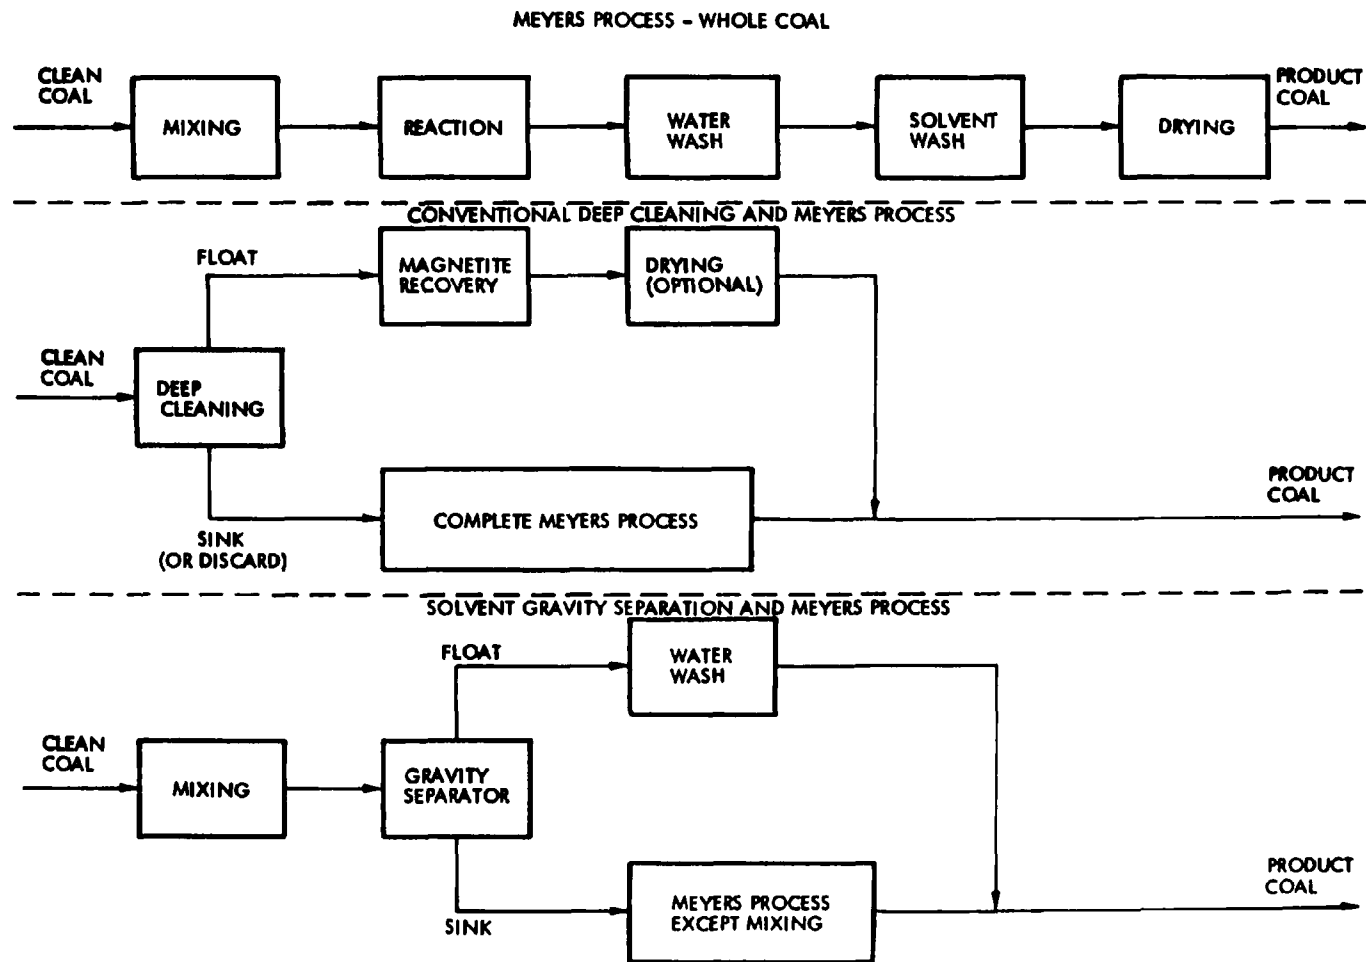 MEYERS PROCESS - WHOLE COAL
CLEAN
COAL
MIXING
REACTION
WATER
WASH
SOLVENT
WASH
DRYING
PRODUCT
COAL
CONVENTIONAL DEEP CLEANING AND MEYERS PROCESS
FLOAT
MAGNETITE
RECOVERY
DRYING
(OPTIONAL)
CLEAN
COAL
DEEP
CLEANING
SINK
(OR DISCARD)
COMPLETE MEYERS PROCESS
PRODUCT
COAL
SOLVENT GRAVITY SEPARATION AND MEYERS PROCESS
FLOAT
WATER
WASH
CLEAN
COAL
MIXING
GRAVITY
SEPARATOR
SINK
MEYERS PROCESS
EXCEPT MIXING
PRODUCT
COAL